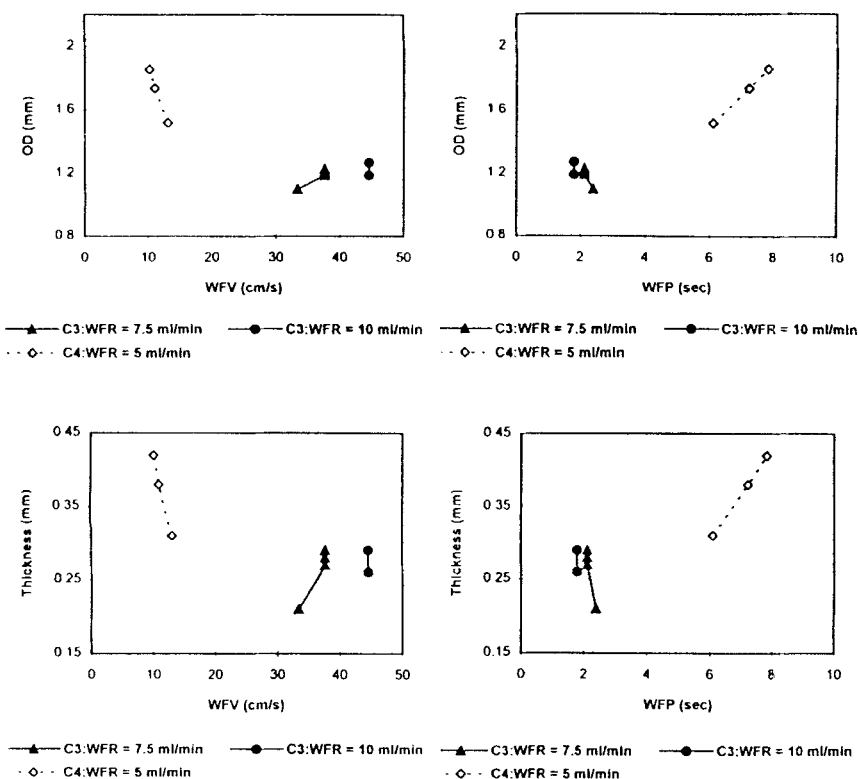 2
2
1 6
1 6
OD (mm)
OD (mm)
1 2
1 2
0 8
0 8
0 10 20 30 40 50
0 2 4 6 8 10
WFV (cm/s)
WFP (sec)
C3:WFR = 7.5 ml/min C3:WFR = 10 ml/min
C3:WFR = 7.5 ml/min C3:WFR = 10 ml/min
C4:WFR = 5 ml/min
C4:WFR = 5 ml/min
0 45
0 45
0 35
0 35
Thickness (mm)
Thickness (mm)
0 25
0 25
0 15
0 15
0 10 20 30 40 50
0 2 4 6 8 10
WFV (cm/s)
WFP (sec)
C3:WFR = 7.5 ml/min C3:WFR = 10 ml/min
C3:WFR = 7.5 ml/min C3:WFR = 10 ml/min
C4:WFR = 5 ml/min
C4:WFR = 5 ml/min